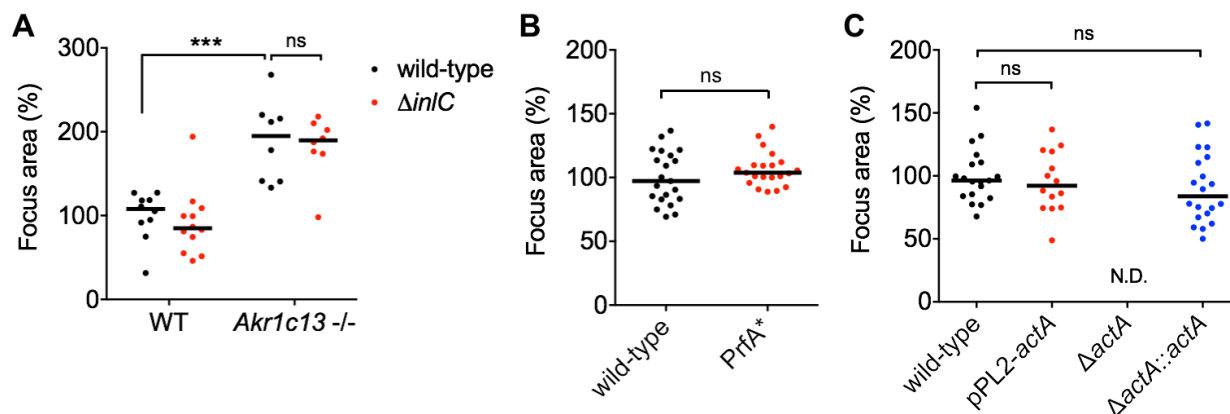 A
Focus area (%)
300
200
100
0
***
ns
WT
Akr1c13 -/-
wild-type
ΔinlC
B
Focus area (%)
200
150
100
50
0
ns
wild-type
PrfA*
C
Focus area (%)
200
150
100
50
0
ns
ns
N.D.
wild-type
pPL2-actA
ΔactA
ΔactA::actA